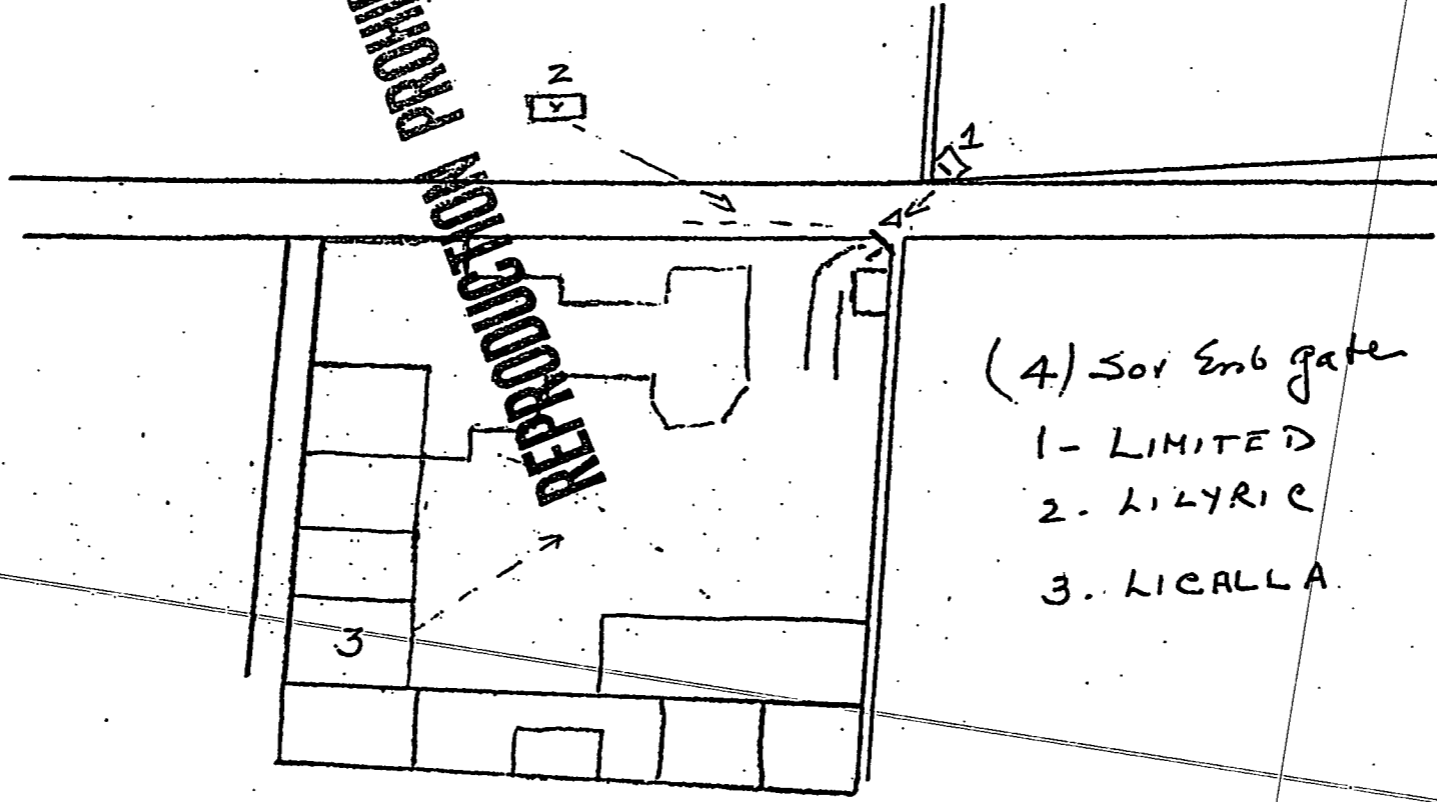 REPRODUCTION PROHI
2
1
4
3
(4) Sov Emb gate
1- LIMITED
2. LILYRIC
3. LICALLA